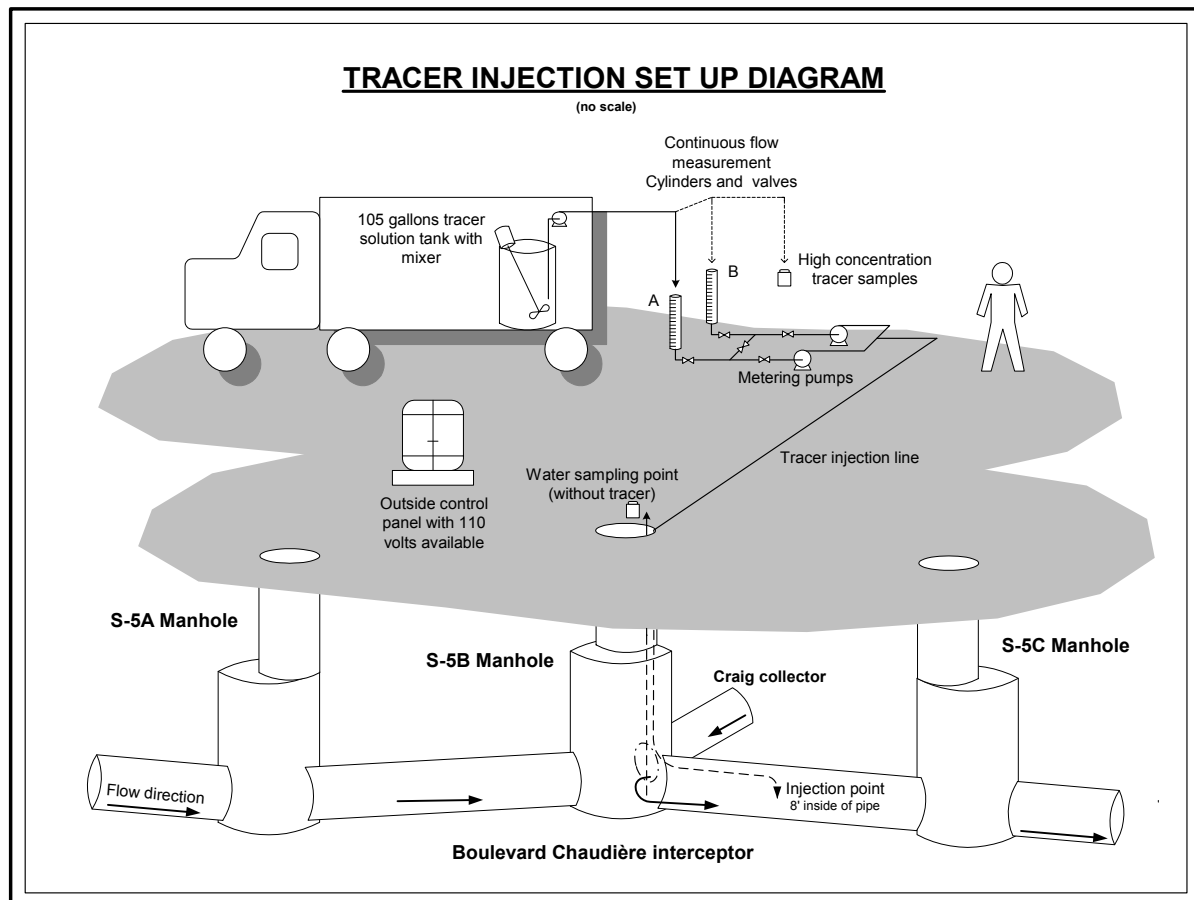 TRACER INJECTION SET UP DIAGRAM
(no scale)
Continuous flow
measurement
Cylinders and valves
105 gallons tracer
solution tank with
mixer
High concentration
tracer samples
A
B
Metering pumps
Tracer injection line
Water sampling point
(without tracer)
Outside control
panel with 110
volts available
S-5A Manhole
S-5B Manhole
S-5C Manhole
Craig collector
Flow direction
Injection point
8' inside of pipe
Boulevard Chaudière interceptor